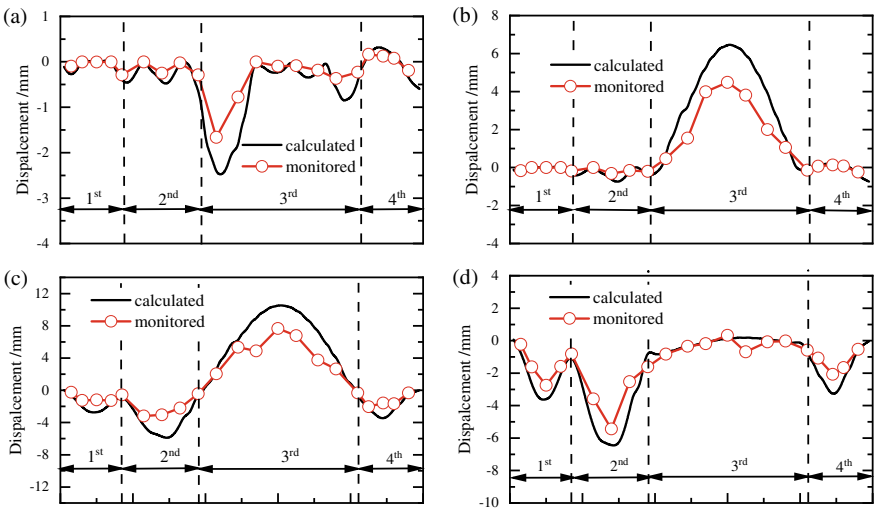 (a)
Dispalcement /mm
1
0
-1
-2
-3
-4
calculated
monitored
1st
2nd
3rd
4th
(b)
Dispalcement /mm
8
6
4
2
0
-2
-4
calculated
monitored
1st
2nd
3rd
4th
(c)
Dispalcement /mm
12
8
4
0
-4
-8
-12
calculated
monitored
1st
2nd
3rd
4th
(d)
Dispalcement /mm
4
2
0
-2
-4
-6
-8
-10
calculated
monitored
1st
2nd
3rd
4th